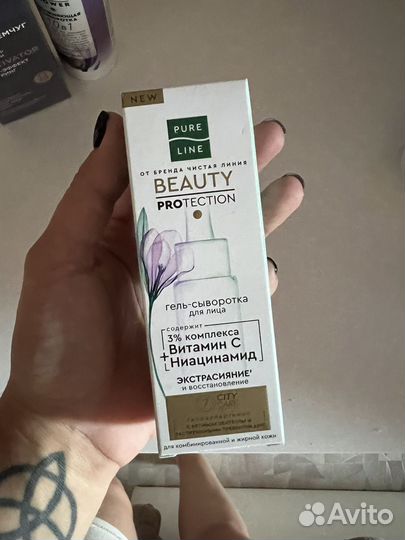 ЕМЧУГ
NEW
PURE
LINE
ОТ БРЕНДА ЧИСТАЯ ЛИНИЯ
BEAUTY
PROTECTION
гель-сыворотка
для лица
содержит
3% комплекса
Витамин С
+Ниацинамид
ЭКСТРАСИЯНИЕ
и восстановление
CITY
для комбинированной и жирной кожи
Avito